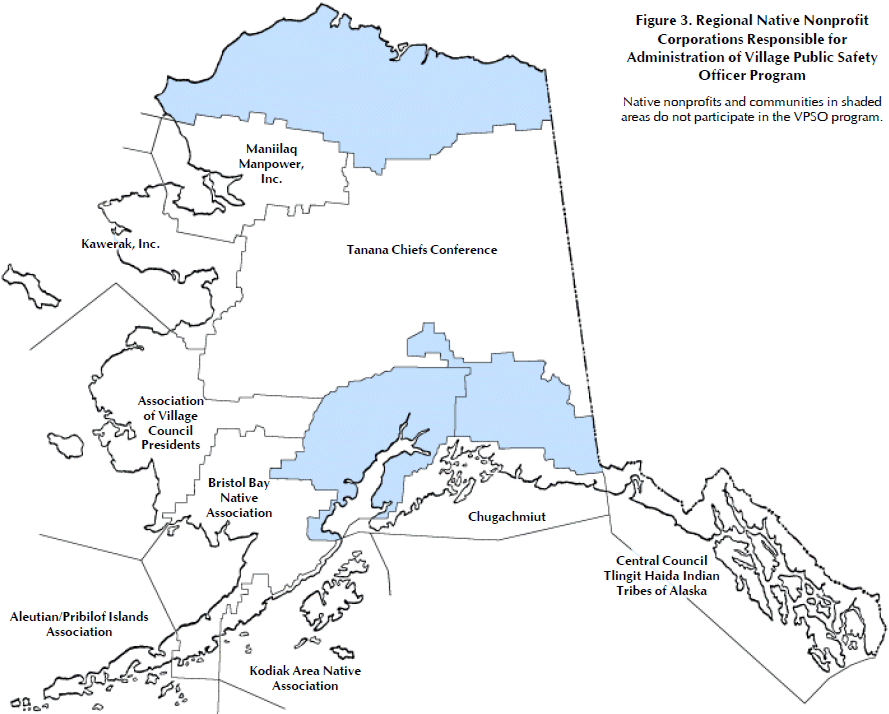 Figure 3. Regional Native Nonprofit
Corporations Responsible for
Administration of Village Public Safety
Officer Program
Native nonprofits and communities in shaded
areas do not participate in the VPSO program.
Maniilaq
Manpower,
Inc.
Kawerak, Inc.
Tanana Chiefs Conference
Association
of Village
Council
Presidents
Bristol Bay
Native
Association
Chugachmiut
Central Council
Tlingit Haida Indian
Tribes of Alaska
Aleutian/Pribilof Islands
Association
Kodiak Area Native
Association